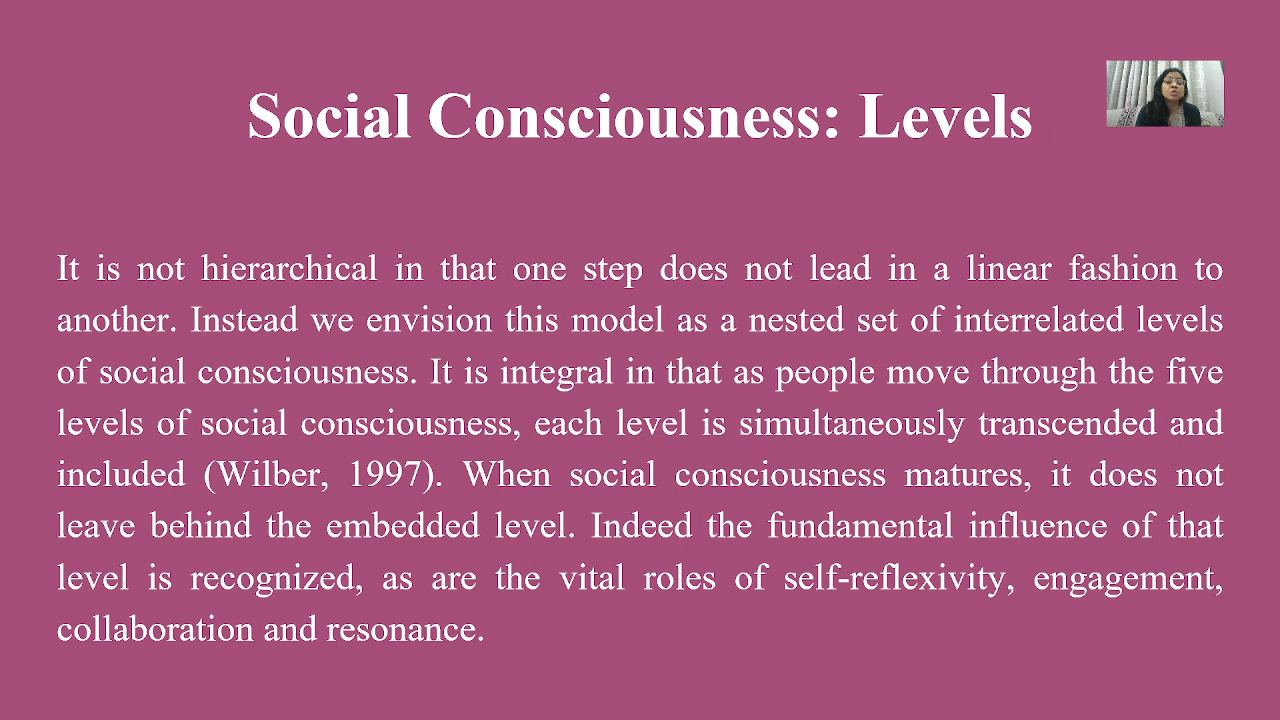 Social Consciousness: Levels
It is not hierarchical in that one step does not lead in a linear fashion to
another. Instead we envision this model as a nested set of interrelated levels
of social consciousness. It is integral in that as people move through the five
levels of social consciousness, each level is simultaneously transcended and
included (Wilber, 1997). When social consciousness matures, it does not
leave behind the embedded level. Indeed the fundamental influence of that
level is recognized, as are the vital roles of self-reflexivity, engagement,
collaboration and resonance.